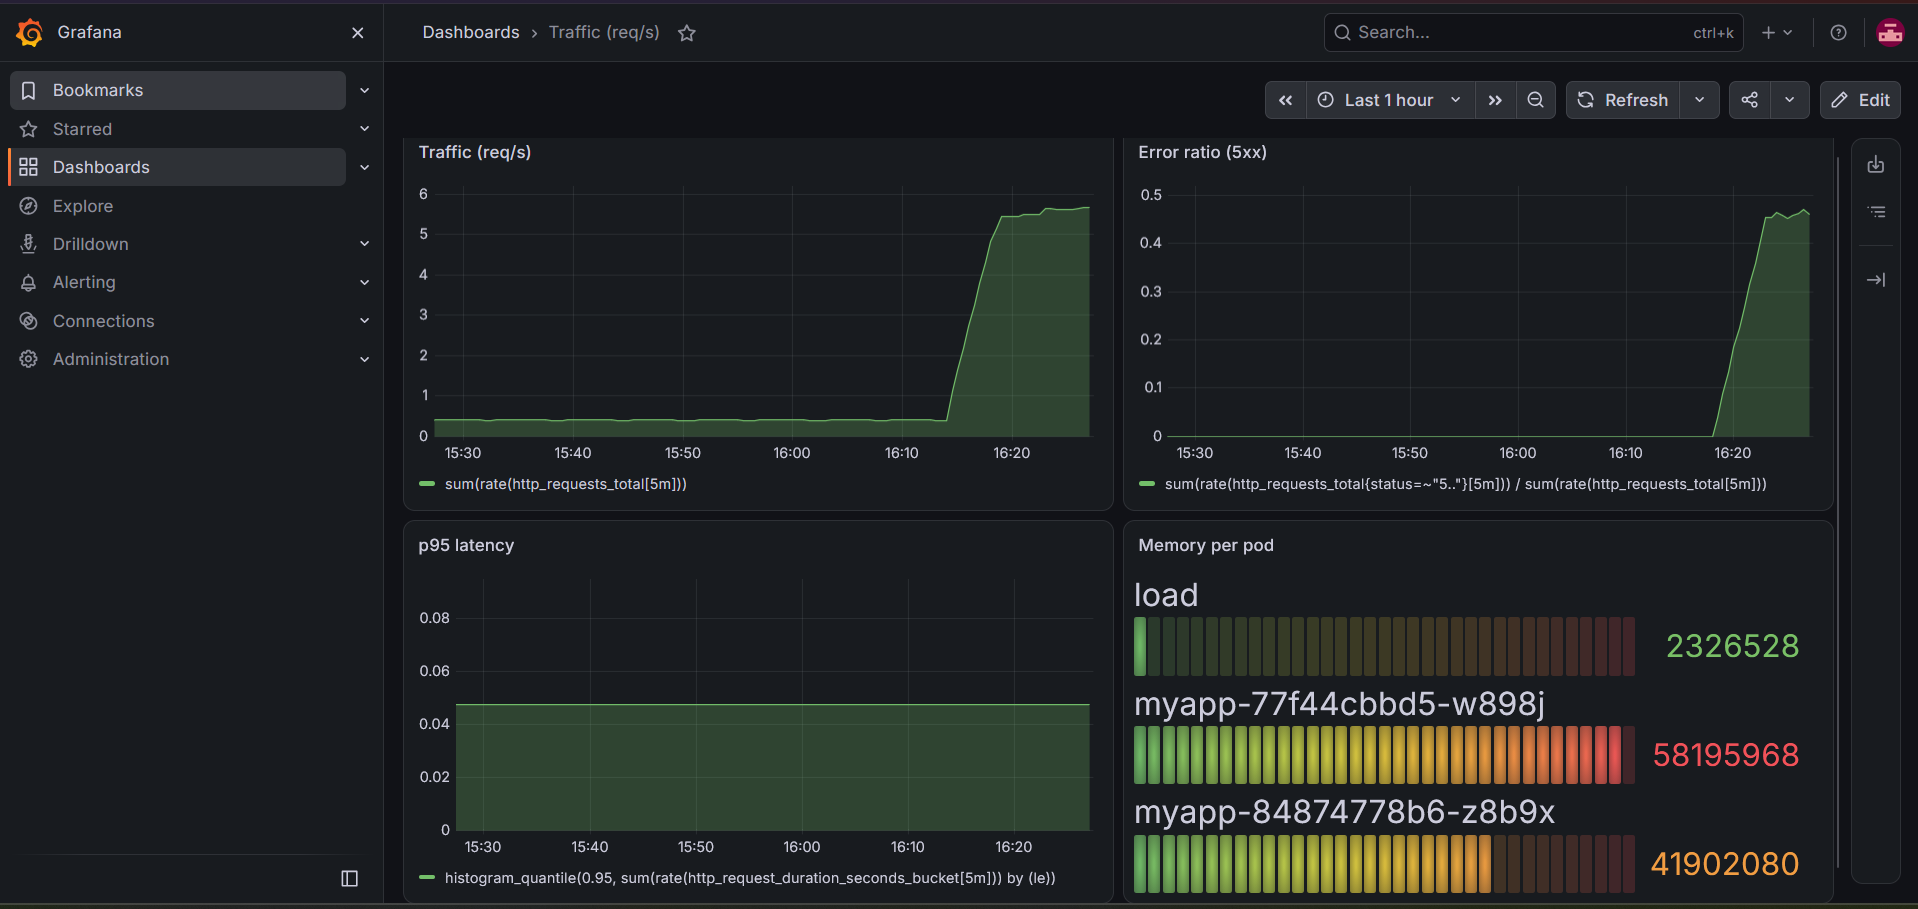 Grafana
Dashboards › Traffic (req/s)
Search...
ctrl+k
Bookmarks
Starred
Dashboards
Explore
Drilldown
Alerting
Connections
Administration
Last 1 hour
Refresh
Edit
Traffic (req/s)
6
5
4
3
2
1
0
15:30 15:40 15:50 16:00 16:10 16:20
sum(rate(http_requests_total[5m]))
Error ratio (5xx)
0.5
0.4
0.3
0.2
0.1
0
15:30 15:40 15:50 16:00 16:10 16:20
sum(rate(http_requests_total{status=~"5.."}[5m])) / sum(rate(http_requests_total[5m]))
p95 latency
0.08
0.06
0.04
0.02
0
15:30 15:40 15:50 16:00 16:10 16:20
histogram_quantile(0.95, sum(rate(http_request_duration_seconds_bucket[5m])) by (le))
Memory per pod
load
2326528
myapp-77f44cbbd5-w898j
58195968
myapp-84874778b6-z8b9x
41902080